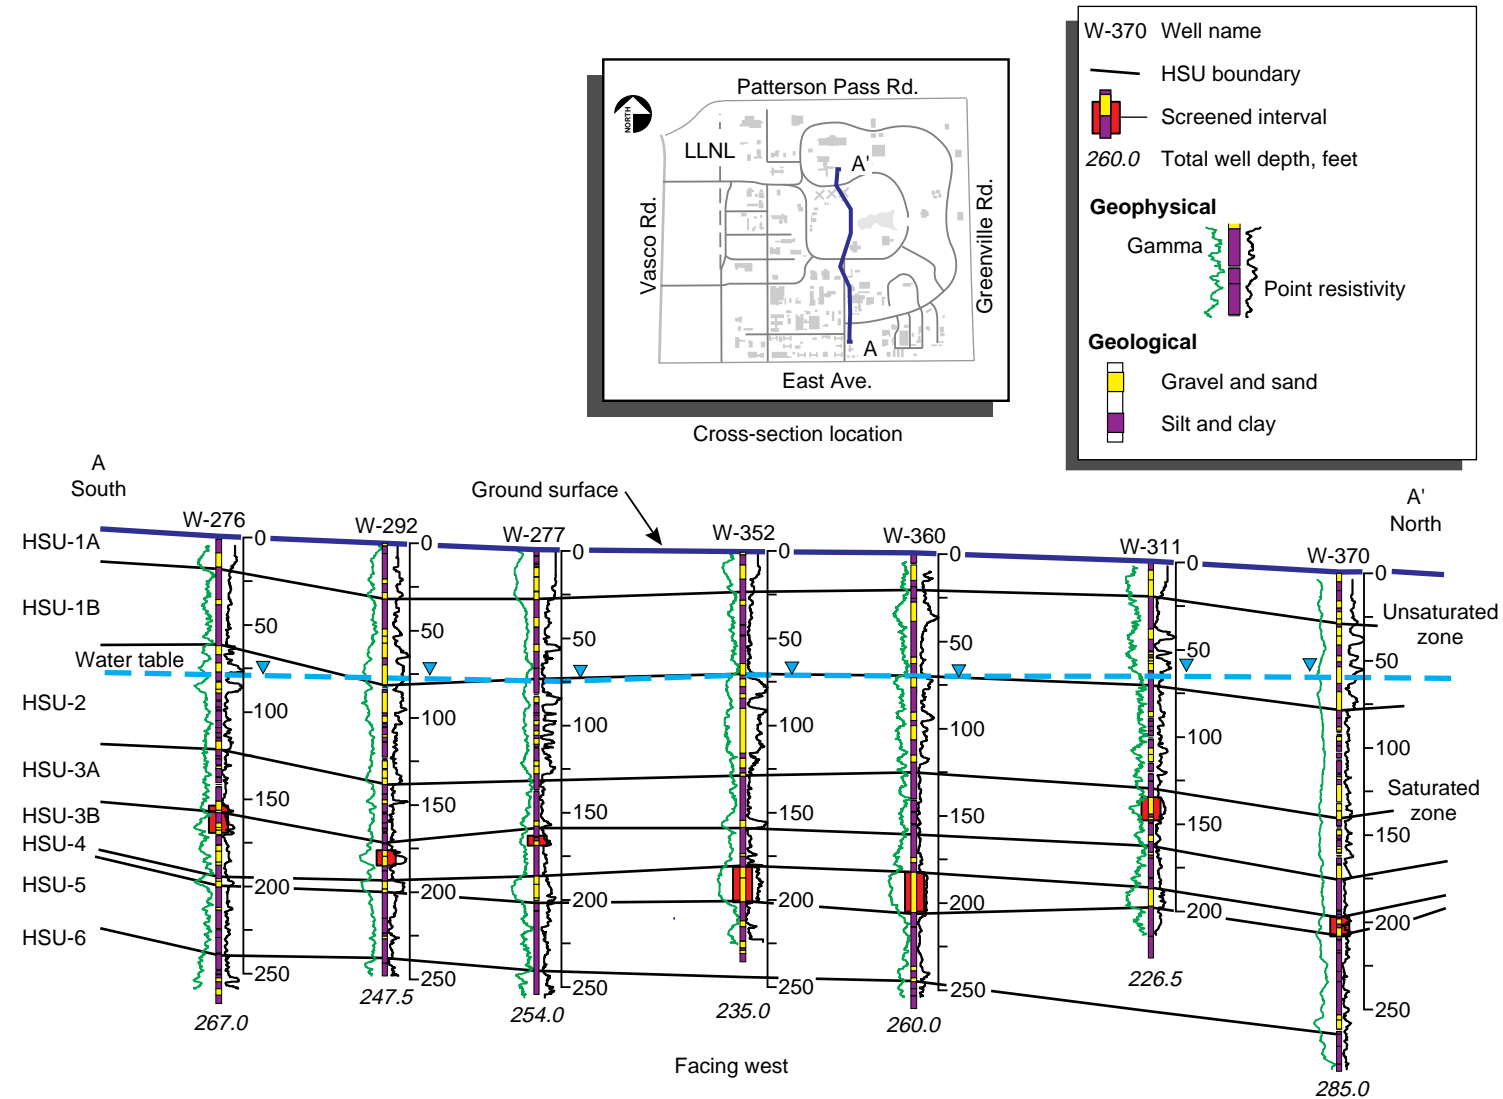 W-370 Well name
HSU boundary
Screened interval
260.0 Total well depth, feet
Geophysical
Gamma
Point resistivity
Geological
Gravel and sand
Silt and clay
NORTH
Patterson Pass Rd.
LLNL
A'
Vasco Rd.
Greenville Rd.
A
East Ave.
Cross-section location
A
South
Ground surface
A'
North
W-276
W-292
W-277
W-352
W-360
W-311
W-370
HSU-1A
HSU-1B
Water table
HSU-2
HSU-3A
HSU-3B
HSU-4
HSU-5
HSU-6
0
50
100
150
200
250
267.0
0
50
100
150
200
250
247.5
0
50
100
150
200
250
254.0
0
50
100
150
200
250
235.0
0
50
100
150
200
250
260.0
0
50
100
150
200
226.5
0
50
100
150
200
250
285.0
Unsaturated
zone
Saturated
zone
Facing west